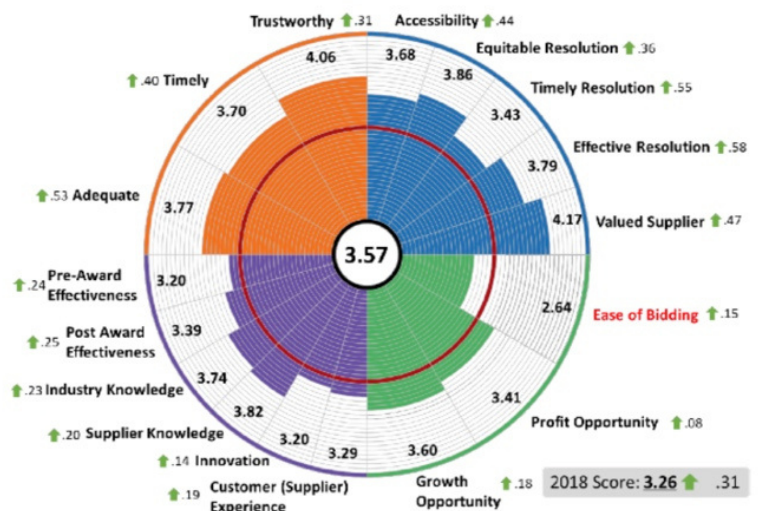 Trustworthy .31
Accessibility .44
Equitable Resolution .36
Timely Resolution .55
Effective Resolution .58
Valued Supplier .47
Ease of Bidding .15
Profit Opportunity .08
Growth
Opportunity .18
Customer (Supplier)
Experience
.19
.14 Innovation
.20 Supplier Knowledge
.23 Industry Knowledge
.25 Post Award
Effectiveness
.24 Pre-Award
Effectiveness
.53 Adequate
.40 Timely
4.06
3.68
3.86
3.43
3.79
4.17
2.64
3.41
3.60
3.29
3.20
3.82
3.74
3.39
3.20
3.77
3.70
3.57
2018 Score: 3.26 .31